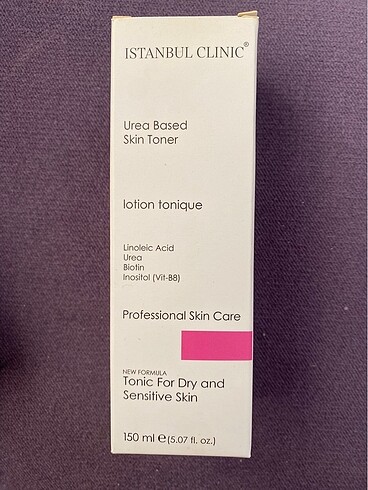 ISTANBUL CLINIC®
Urea Based
Skin Toner
lotion tonique
Linoleic Acid
Urea
Biotin
Inositol (Vit-B8)
Professional Skin Care
NEW FORMULA
Tonic For Dry and
Sensitive Skin
150 ml ℮ (5.07 fl. oz.)